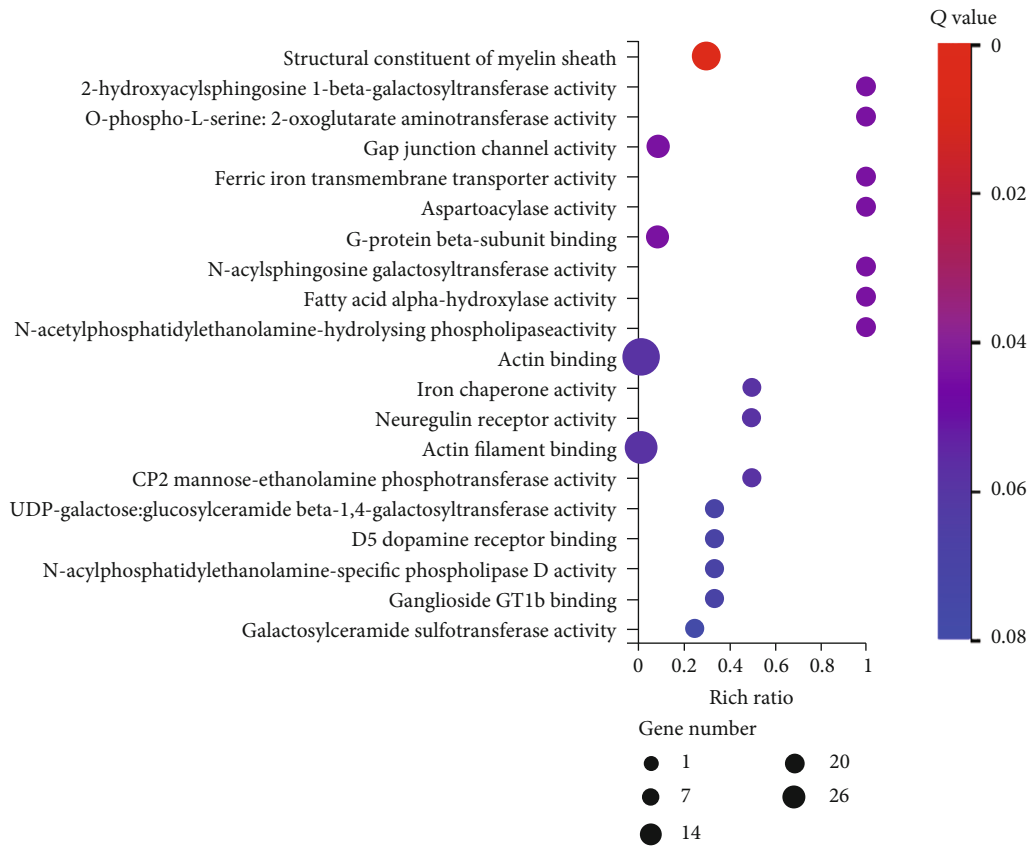 Q value
Structural constituent of myelin sheath
2-hydroxyacylsphingosine 1-beta-galactosyltransferase activity
O-phospho-L-serine: 2-oxoglutarate aminotransferase activity
Gap junction channel activity
Ferric iron transmembrane transporter activity
Aspartoacylase activity
G-protein beta-subunit binding
N-acylsphingosine galactosyltransferase activity
Fatty acid alpha-hydroxylase activity
N-acetylphosphatidylethanolamine-hydrolysing phospholipaseactivity
Actin binding
Iron chaperone activity
Neuregulin receptor activity
Actin filament binding
CP2 mannose-ethanolamine phosphotransferase activity
UDP-galactose:glucosylceramide beta-1,4-galactosyltransferase activity
D5 dopamine receptor binding
N-acylphosphatidylethanolamine-specific phospholipase D activity
Ganglioside GT1b binding
Galactosylceramide sulfotransferase activity
0
0.02
0.04
0.06
0.08
0 0.2 0.4 0.6 0.8 1
Rich ratio
Gene number
1 20
7 26
14